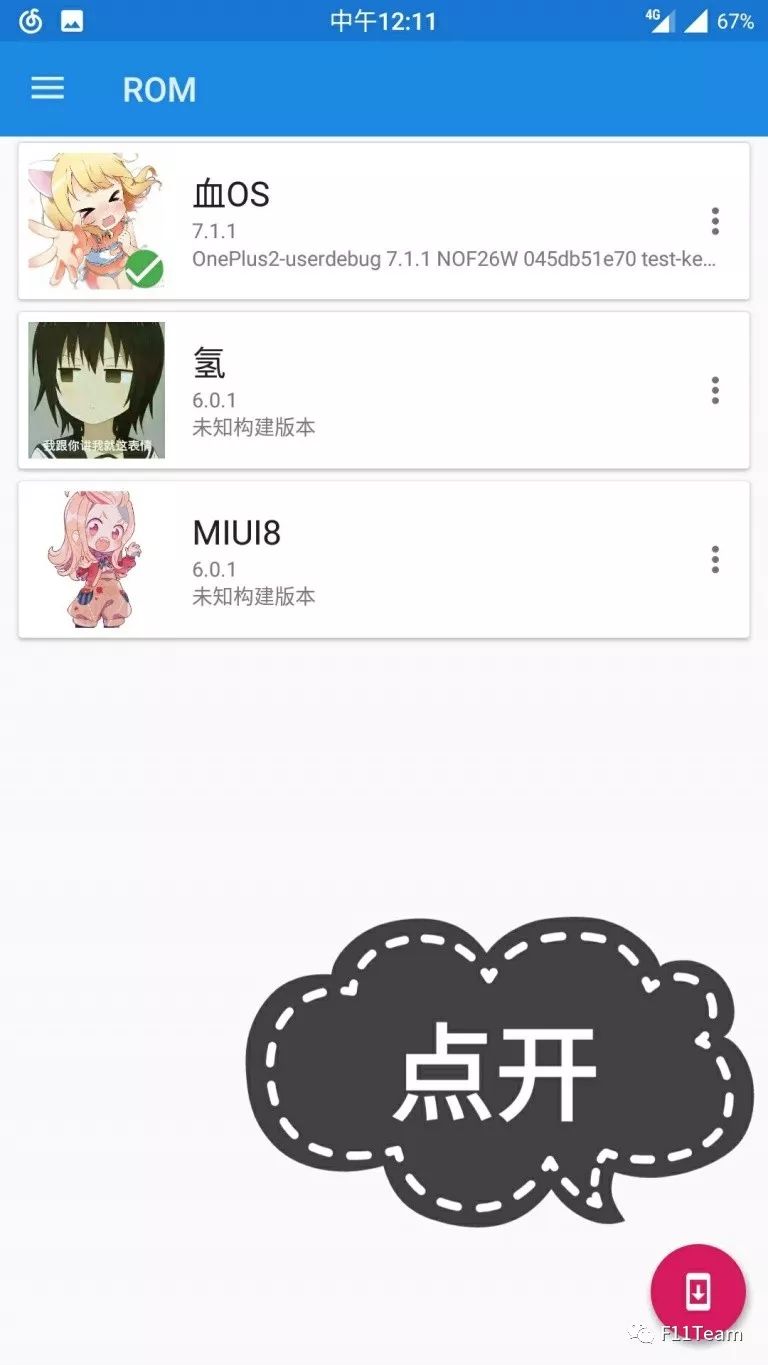 中午12:11
4G
67%
ROM
血OS
7.1.1
OnePlus2-userdebug 7.1.1 NOF26W 045db51e70 test-ke...
氢
6.0.1
未知构建版本
我跟你讲我就这表情
MIUI8
6.0.1
未知构建版本
点开
F11Team